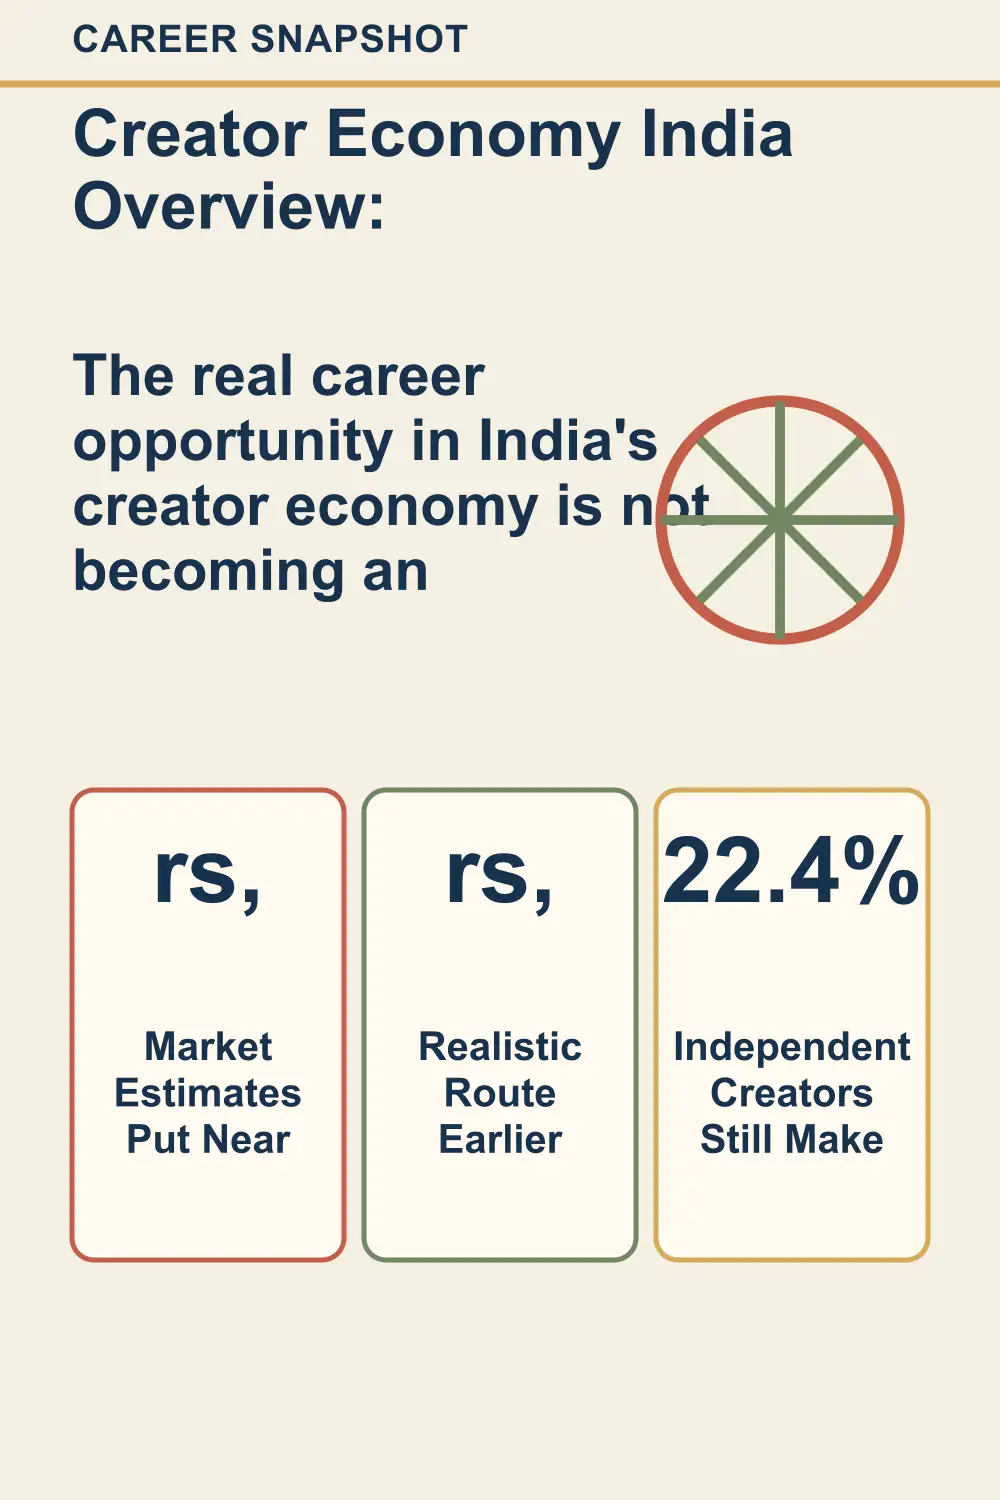 CAREER SNAPSHOT
Creator Economy India
Overview:
The real career
opportunity in India's
creator economy is not
becoming an
rs,
Market
Estimates
Put Near
rs,
Realistic
Route
Earlier
22.4%
Independent
Creators
Still Make